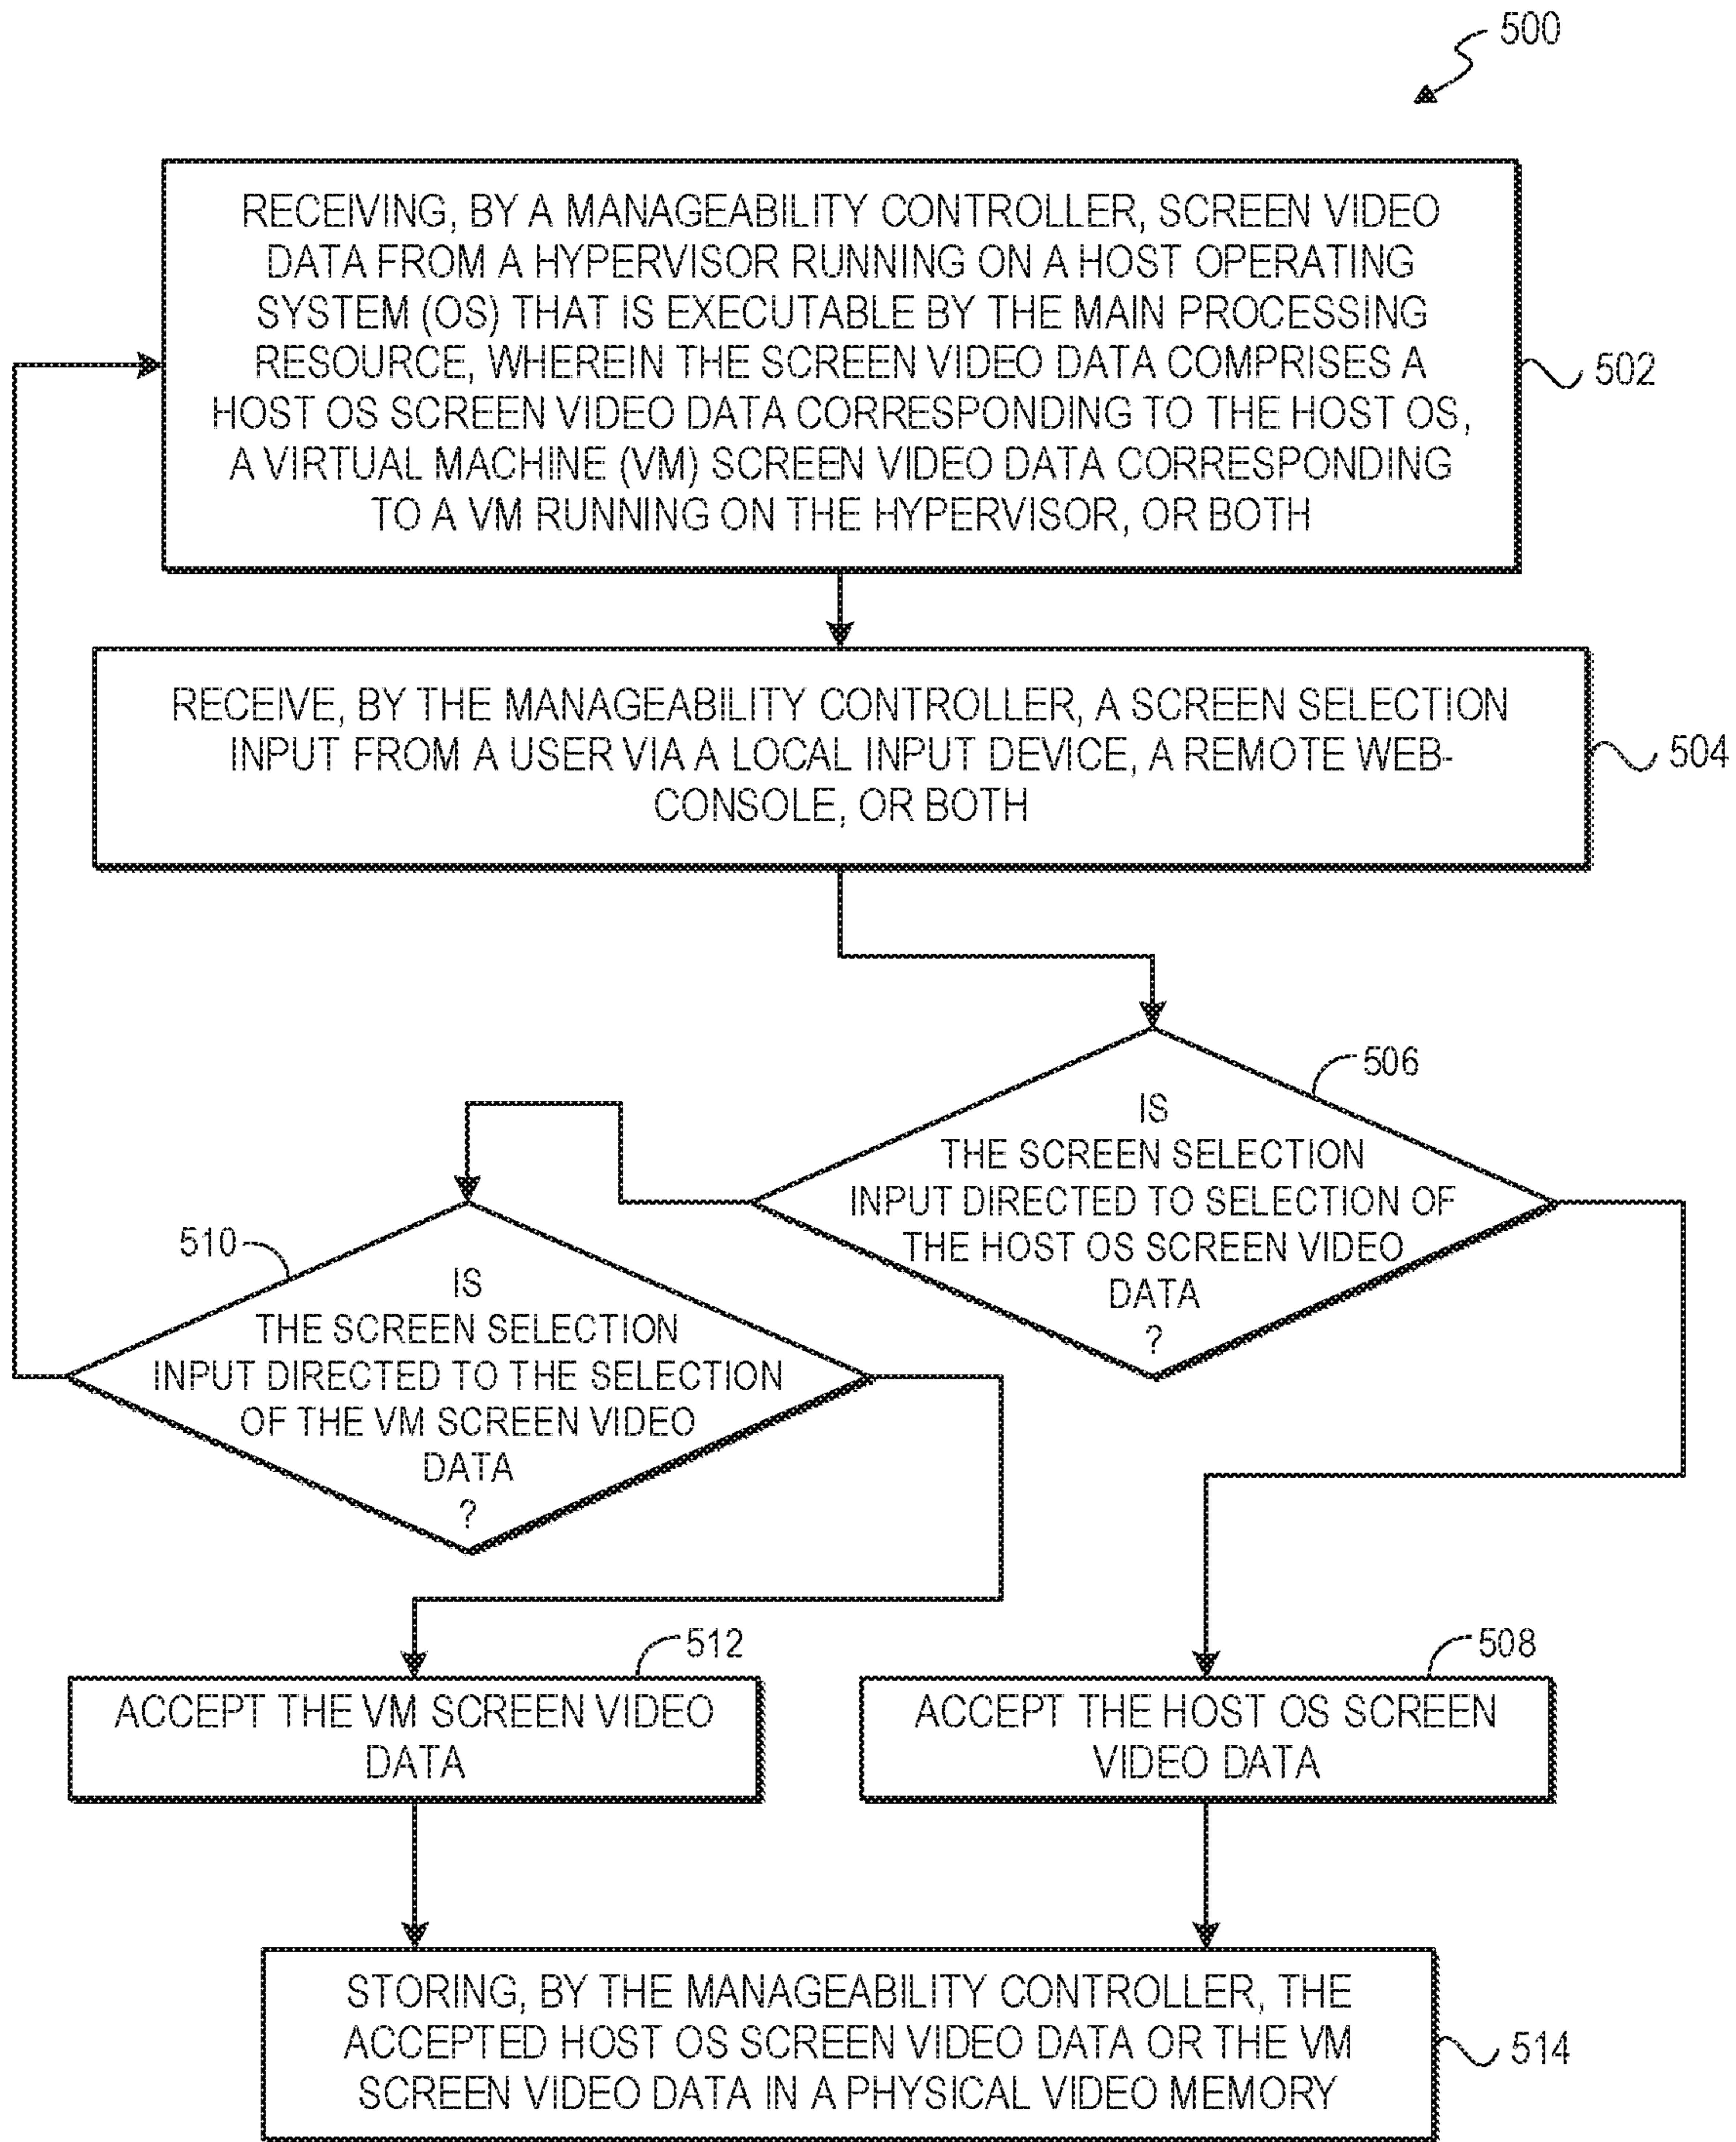 500
RECEIVING, BY A MANAGEABILITY CONTROLLER, SCREEN VIDEO
DATA FROM A HYPERVISOR RUNNING ON A HOST OPERATING
SYSTEM (OS) THAT IS EXECUTABLE BY THE MAIN PROCESSING
RESOURCE, WHEREIN THE SCREEN VIDEO DATA COMPRISES A
HOST OS SCREEN VIDEO DATA CORRESPONDING TO THE HOST OS,
A VIRTUAL MACHINE (VM) SCREEN VIDEO DATA CORRESPONDING
TO A VM RUNNING ON THE HYPERVISOR, OR BOTH
502
RECEIVE, BY THE MANAGEABILITY CONTROLLER, A SCREEN SELECTION
INPUT FROM A USER VIA A LOCAL INPUT DEVICE, A REMOTE WEB-
CONSOLE, OR BOTH
504
506
IS
THE SCREEN SELECTION
INPUT DIRECTED TO SELECTION OF
THE HOST OS SCREEN VIDEO
DATA
?
510
IS
THE SCREEN SELECTION
INPUT DIRECTED TO THE SELECTION
OF THE VM SCREEN VIDEO
DATA
?
512
ACCEPT THE VM SCREEN VIDEO
DATA
508
ACCEPT THE HOST OS SCREEN
VIDEO DATA
STORING, BY THE MANAGEABILITY CONTROLLER, THE
ACCEPTED HOST OS SCREEN VIDEO DATA OR THE VM
SCREEN VIDEO DATA IN A PHYSICAL VIDEO MEMORY
514